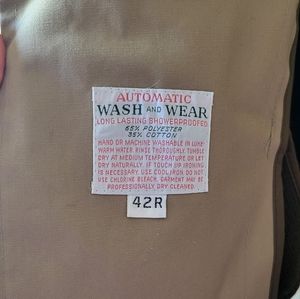 AUTOMATIC
WASH AND WEAR
LONG LASTING SHOWERPROOFED
65% POLYESTER
35% COTTON
HAND OR MACHINE WASHABLE IN LUKE-
WARM WATER. RINSE THOROUGHLY. TUMBLE
DRY AT MEDIUM TEMPERATURE OR LET
DRY NATURALLY. IF TOUCH UP IRONING
IS NECESSARY. USE COOL IRON. DO NOT
USE CHLORINE BLEACH. GARMENT MAY BE
PROFESSIONALLY DRY CLEANED.
42R